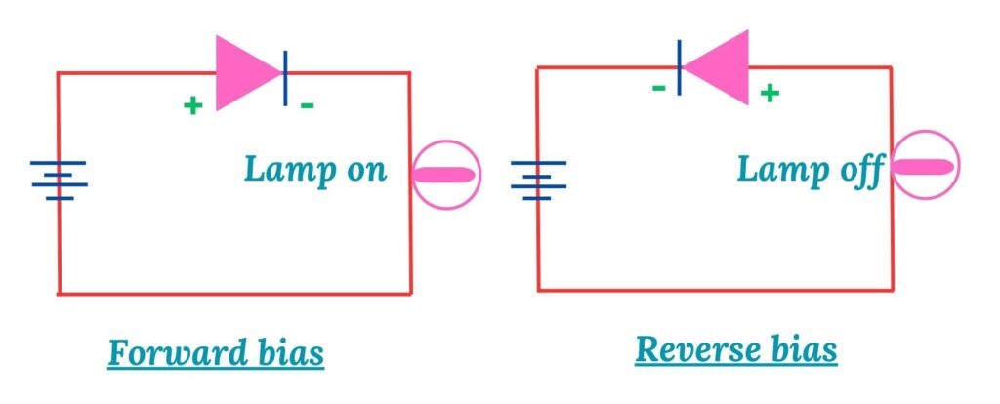 + -
- +
Lamp on
Lamp off
Forward bias
Reverse bias